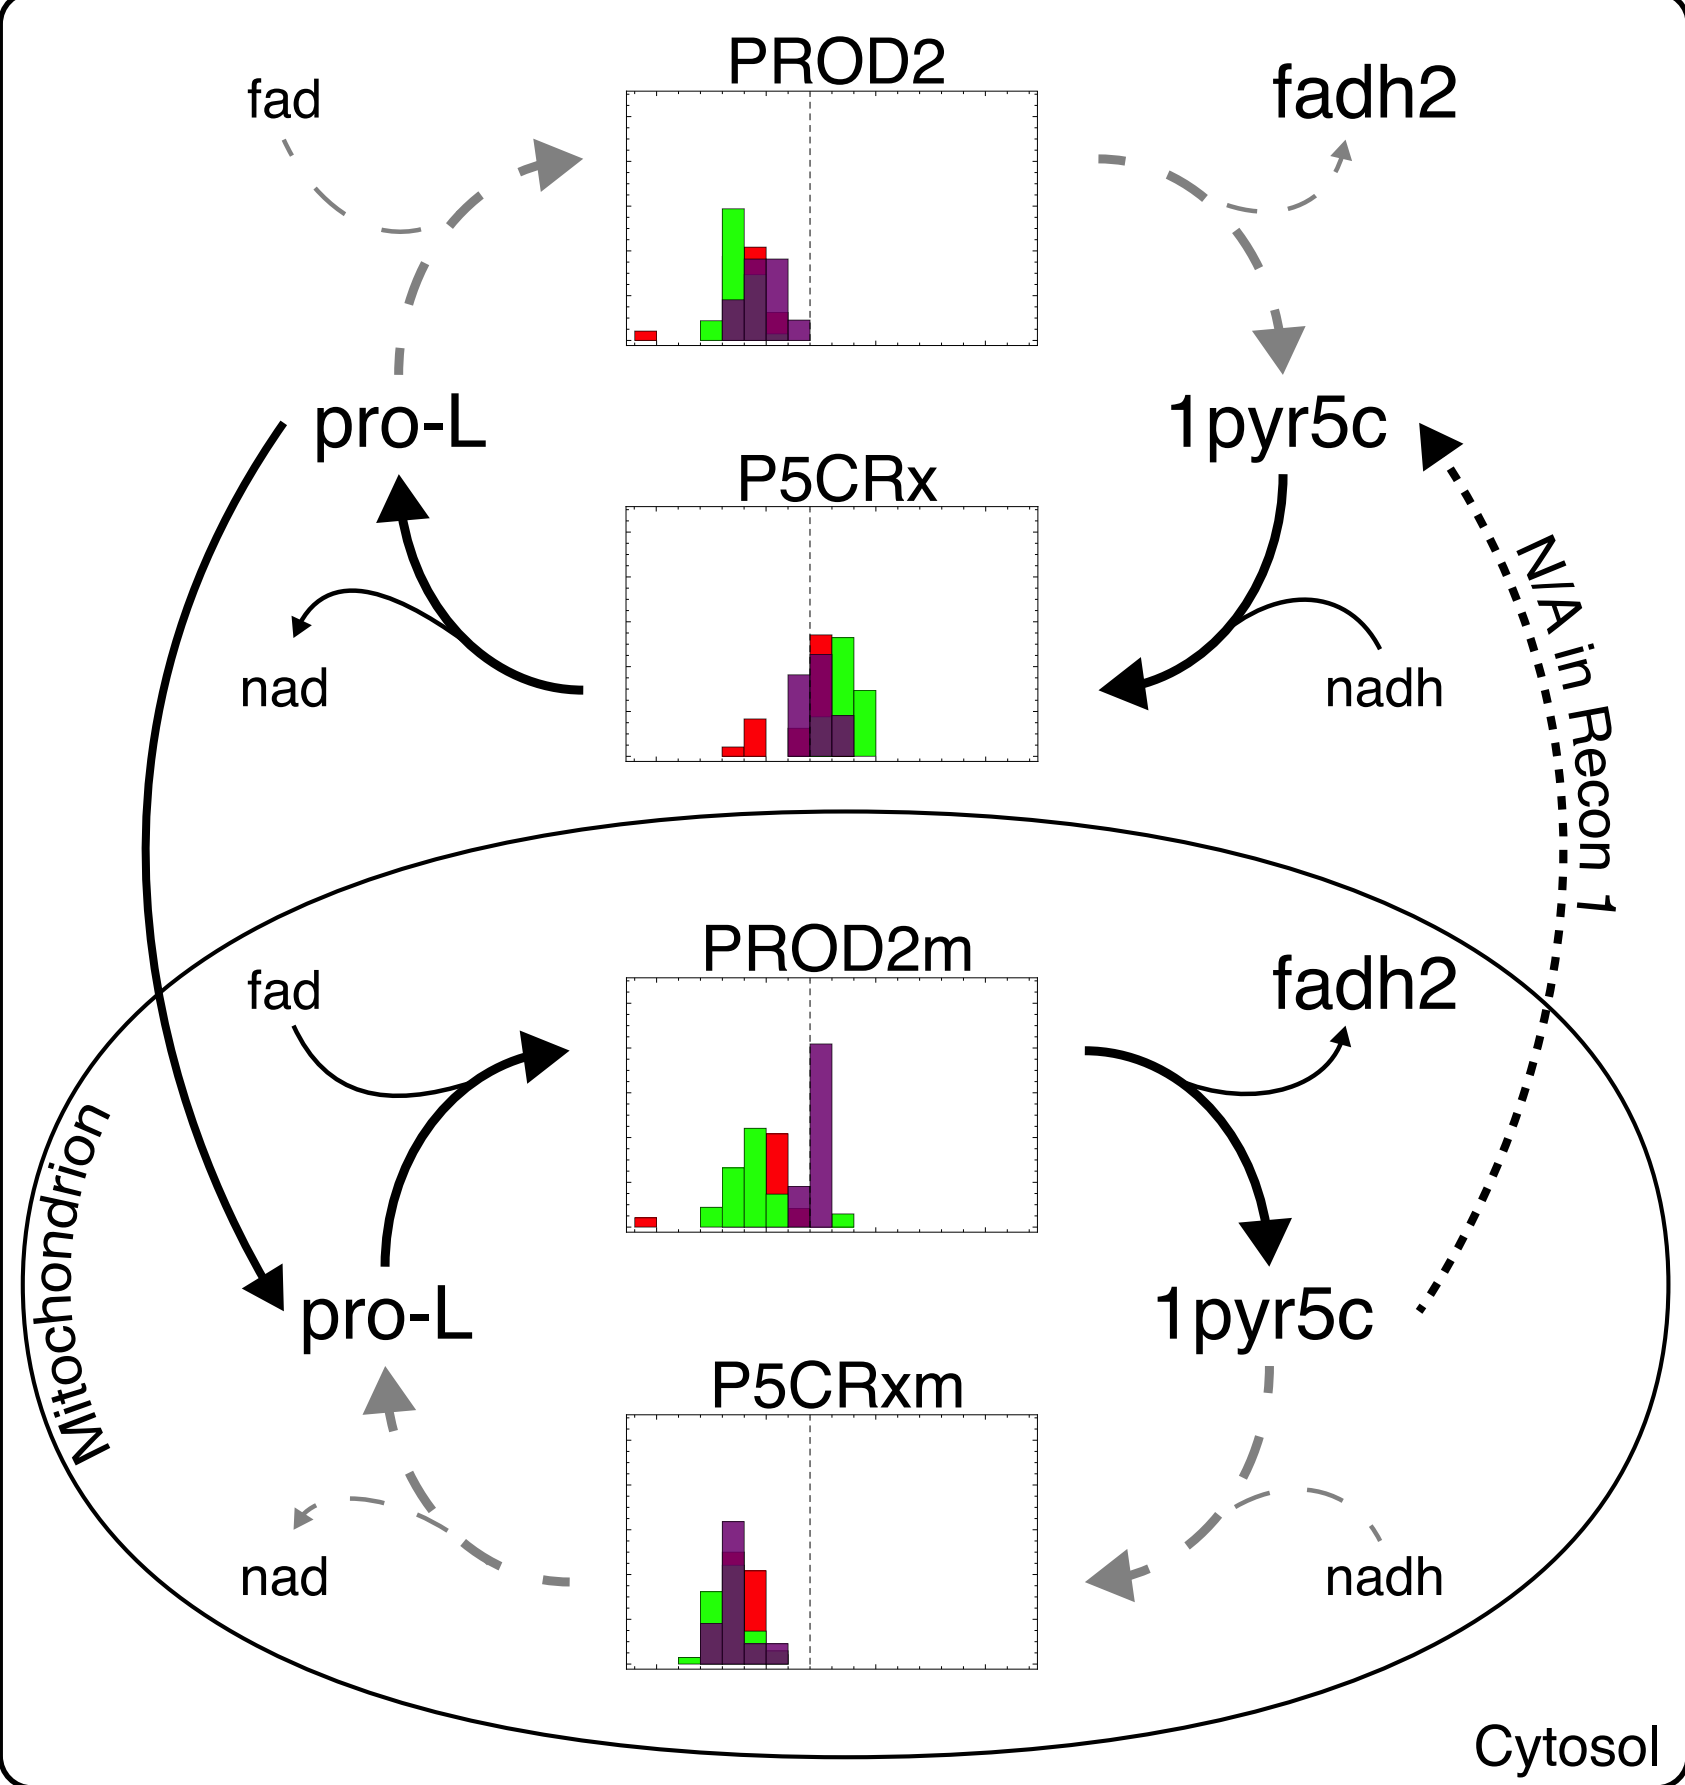 PROD2
fad
fadh2
pro-L
1pyr5c
P5CRx
nad
nadh
N/A in Recon 1
PROD2m
fad
fadh2
Mitochondrion
pro-L
1pyr5c
P5CRxm
nad
nadh
Cytosol